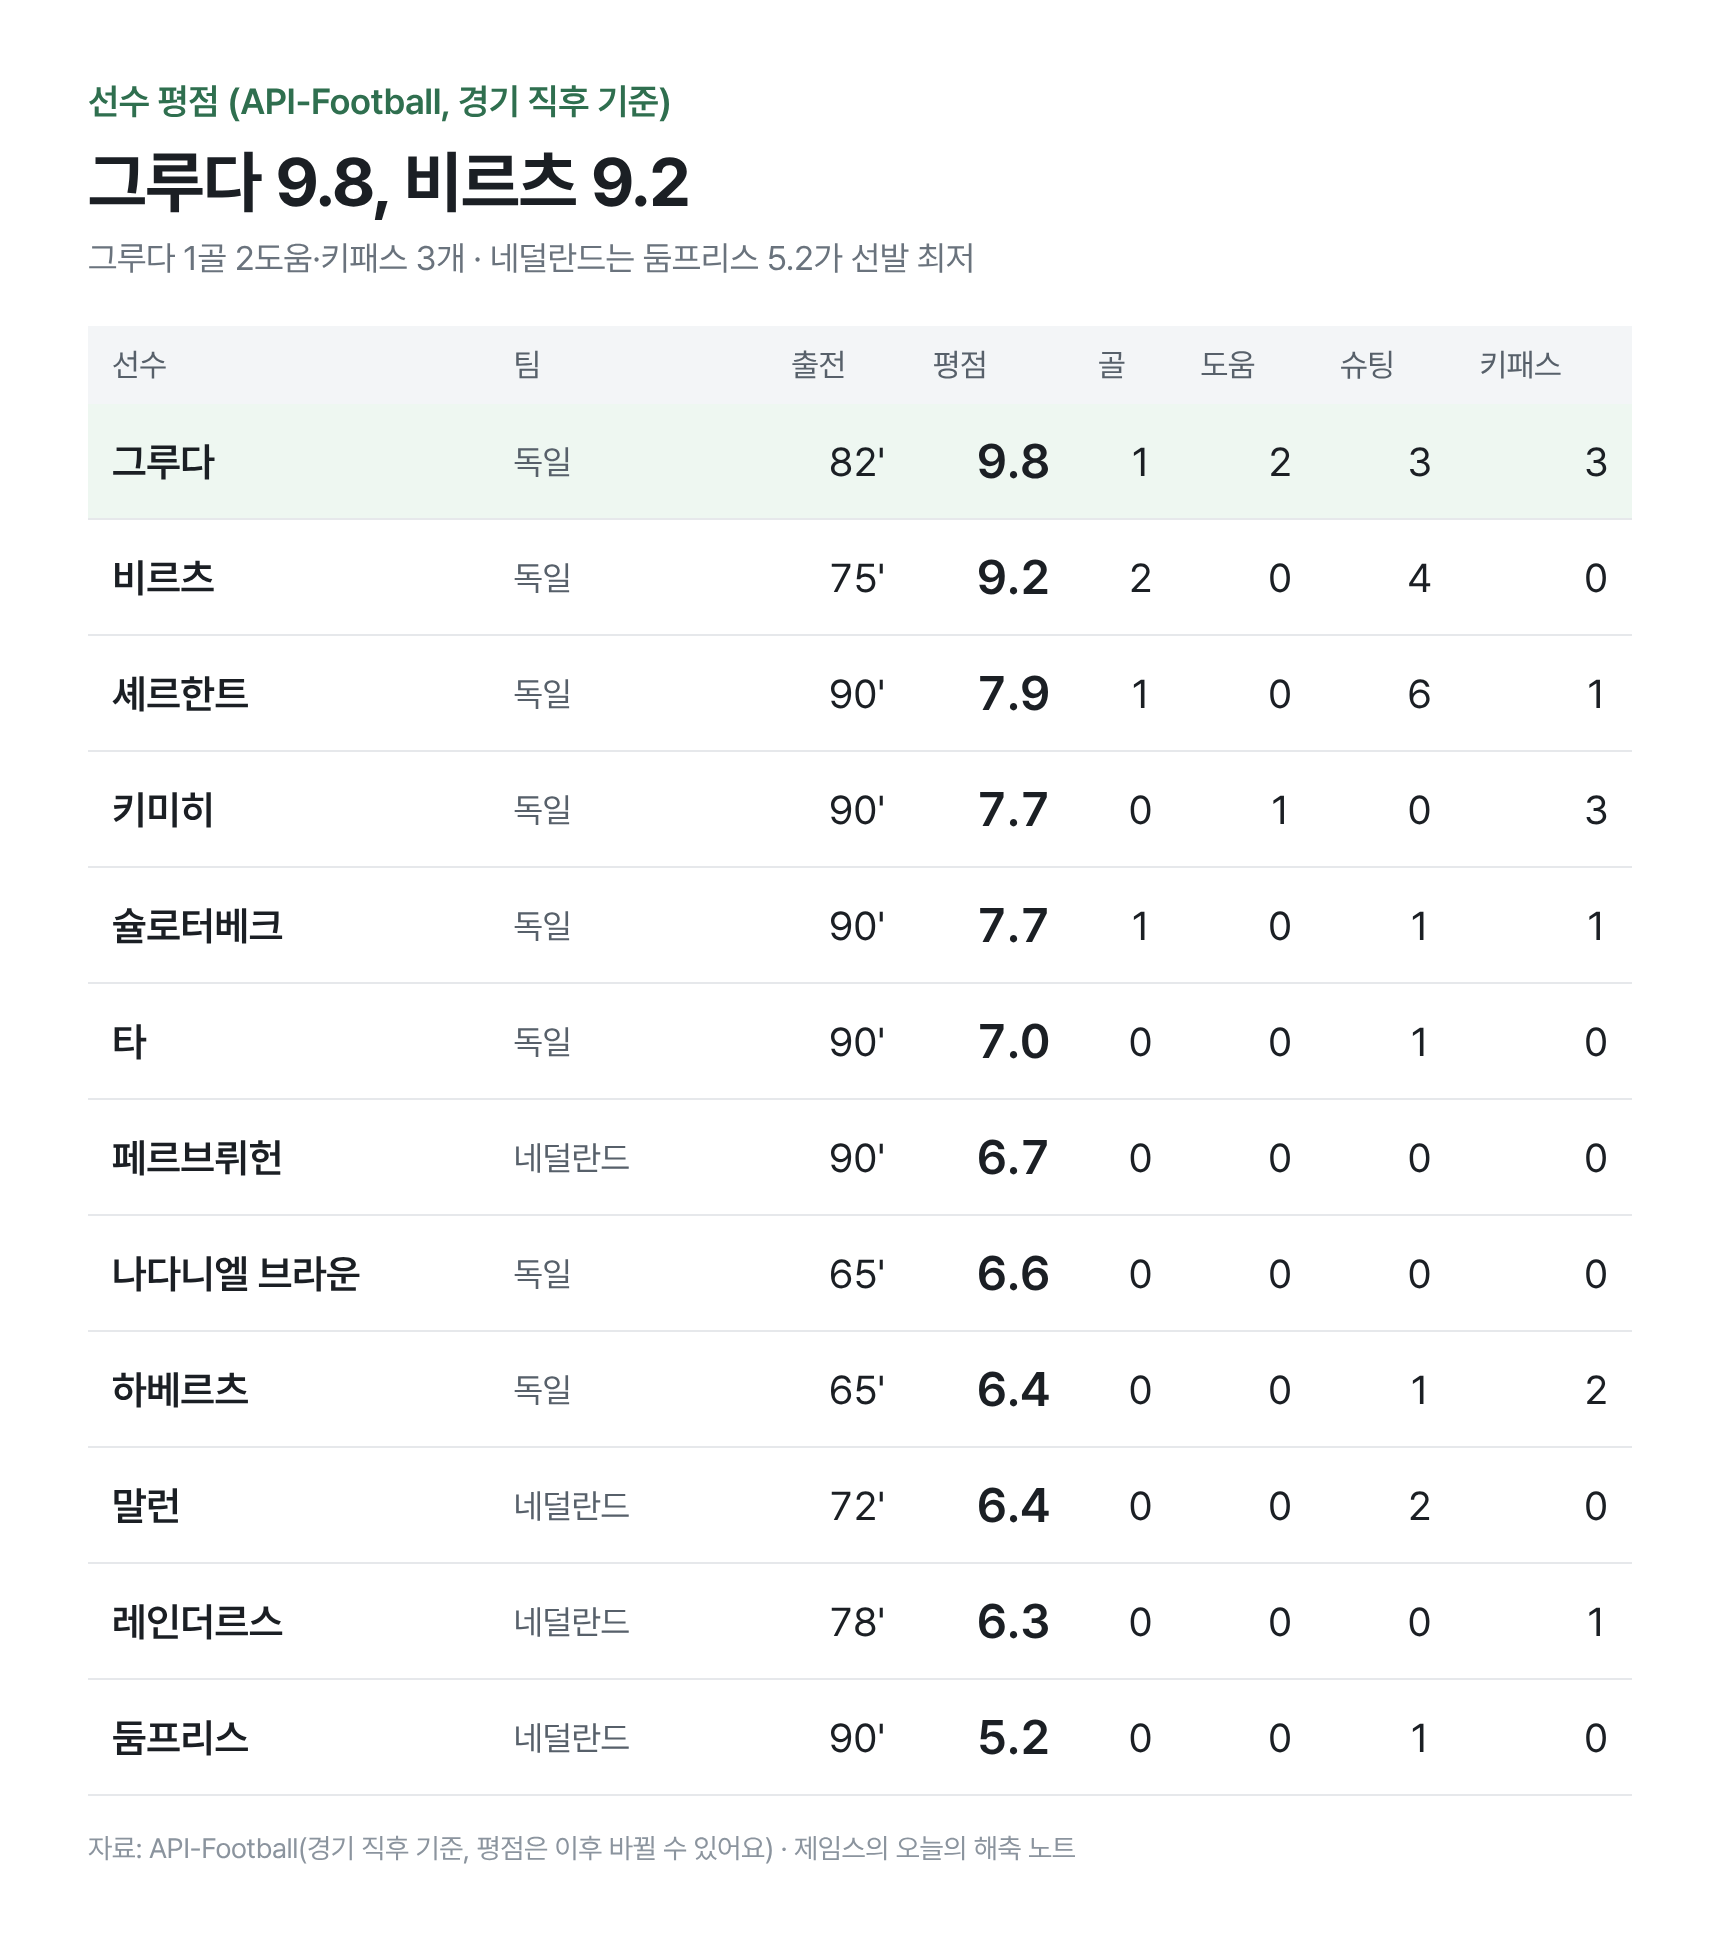 선수 평점 (API-Football, 경기 직후 기준)
그루다 9.8, 비르츠 9.2
그루다 1골 2도움·키패스 3개 · 네덜란드는 둠프리스 5.2가 선발 최저
선수 팀 출전 평점 골 도움 슈팅 키패스
그루다 독일 82' 9.8 1 2 3 3
비르츠 독일 75' 9.2 2 0 4 0
셰르한트 독일 90' 7.9 1 0 6 1
키미히 독일 90' 7.7 0 1 0 3
슐로터베크 독일 90' 7.7 1 0 1 1
타 독일 90' 7.0 0 0 1 0
페르브뤼헌 네덜란드 90' 6.7 0 0 0 0
나다니엘 브라운 독일 65' 6.6 0 0 0 0
하베르츠 독일 65' 6.4 0 0 1 2
말런 네덜란드 72' 6.4 0 0 2 0
레인더르스 네덜란드 78' 6.3 0 0 0 1
둠프리스 네덜란드 90' 5.2 0 0 1 0
자료: API-Football(경기 직후 기준, 평점은 이후 바뀔 수 있어요) · 제임스의 오늘의 해축 노트